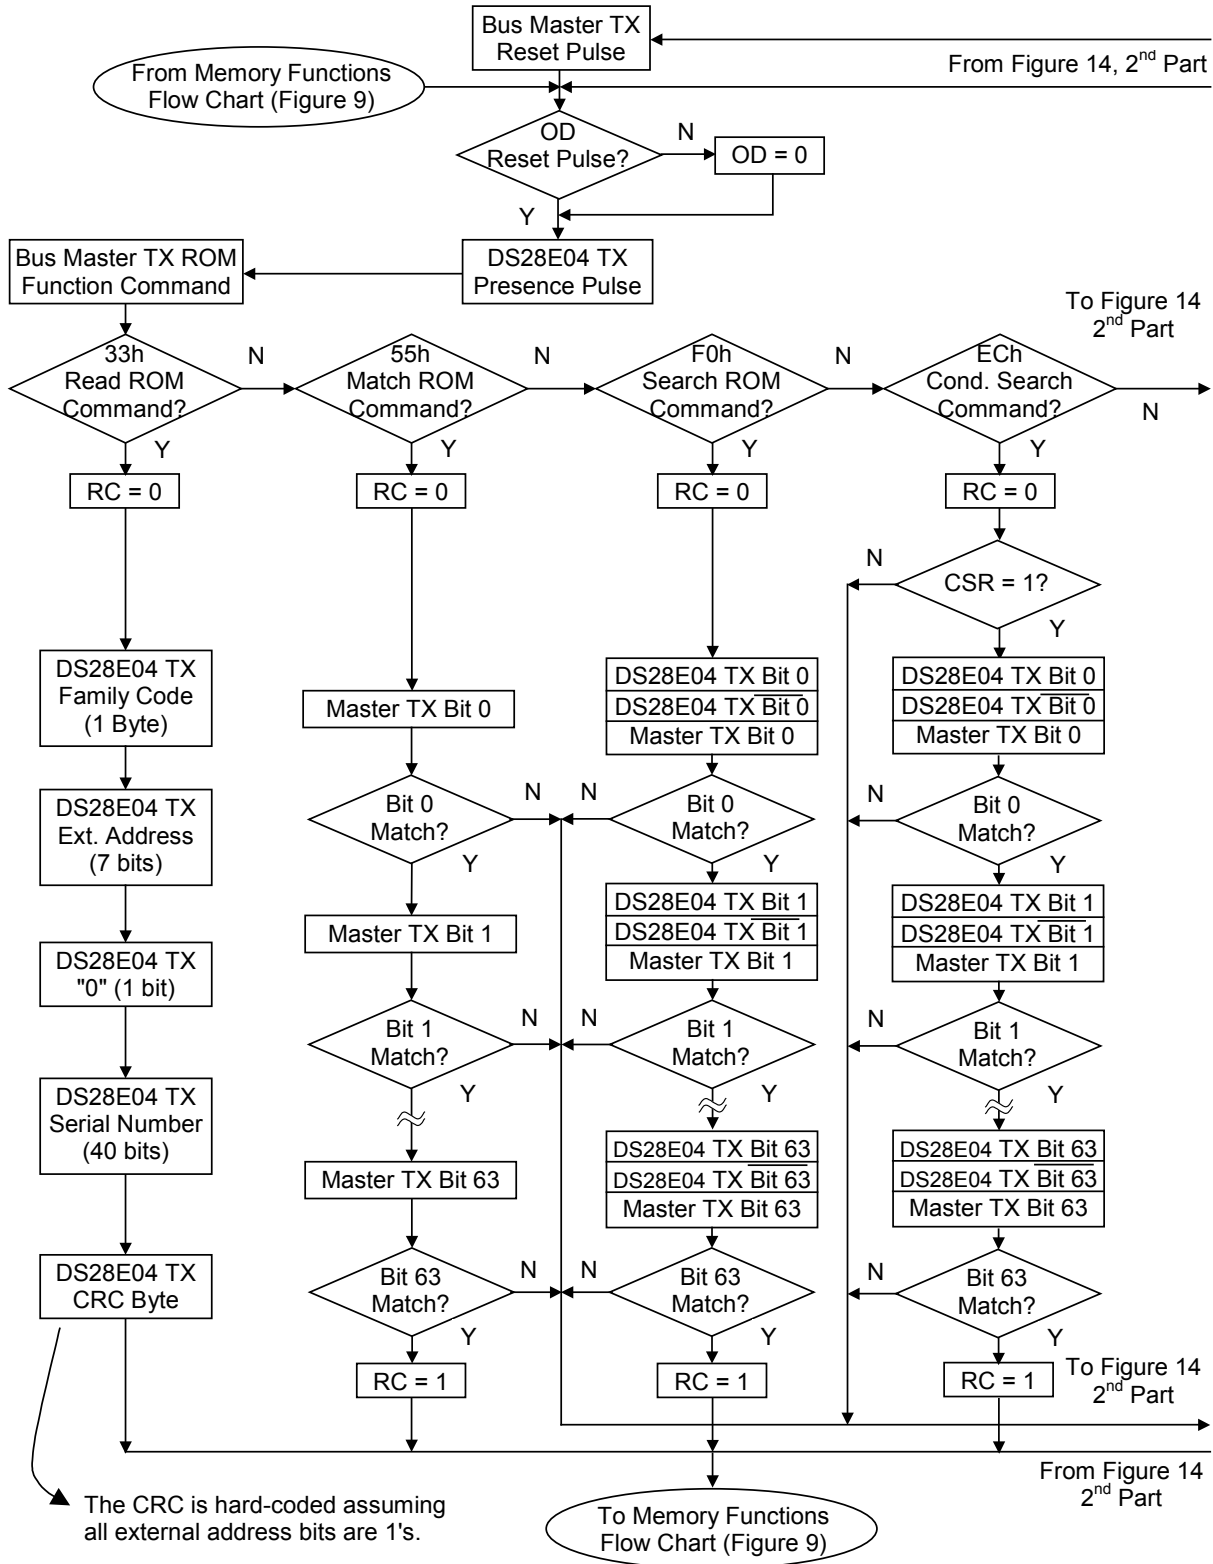 Bus Master TX
Reset Pulse
From Figure 14, 2nd Part
From Memory Functions
Flow Chart (Figure 9)
OD
Reset Pulse?
N
OD = 0
Y
Bus Master TX ROM
Function Command
DS28E04 TX
Presence Pulse
To Figure 14
2nd Part
33h
Read ROM
Command?
N
Y
55h
Match ROM
Command?
N
Y
F0h
Search ROM
Command?
N
Y
ECh
Cond. Search
Command?
N
Y
RC = 0
RC = 0
RC = 0
RC = 0
N
CSR = 1?
Y
DS28E04 TX
Family Code
(1 Byte)
DS28E04 TX
Ext. Address
(7 bits)
DS28E04 TX
"0" (1 bit)
DS28E04 TX
Serial Number
(40 bits)
DS28E04 TX
CRC Byte
Master TX Bit 0
Bit 0
Match?
N
Y
Master TX Bit 1
Bit 1
Match?
N
Y
Master TX Bit 63
Bit 63
Match?
N
Y
RC = 1
DS28E04 TX Bit 0
DS28E04 TX Bit 0
Master TX Bit 0
N
Bit 0
Match?
Y
DS28E04 TX Bit 1
DS28E04 TX Bit 1
Master TX Bit 1
N
Bit 1
Match?
Y
DS28E04 TX Bit 63
DS28E04 TX Bit 63
Master TX Bit 63
N
Bit 63
Match?
Y
RC = 1
DS28E04 TX Bit 0
DS28E04 TX Bit 0
Master TX Bit 0
N
Bit 0
Match?
Y
DS28E04 TX Bit 1
DS28E04 TX Bit 1
Master TX Bit 1
N
Bit 1
Match?
Y
DS28E04 TX Bit 63
DS28E04 TX Bit 63
Master TX Bit 63
N
Bit 63
Match?
Y
RC = 1
To Figure 14
2nd Part
From Figure 14
2nd Part
The CRC is hard-coded assuming
all external address bits are 1's.
To Memory Functions
Flow Chart (Figure 9)